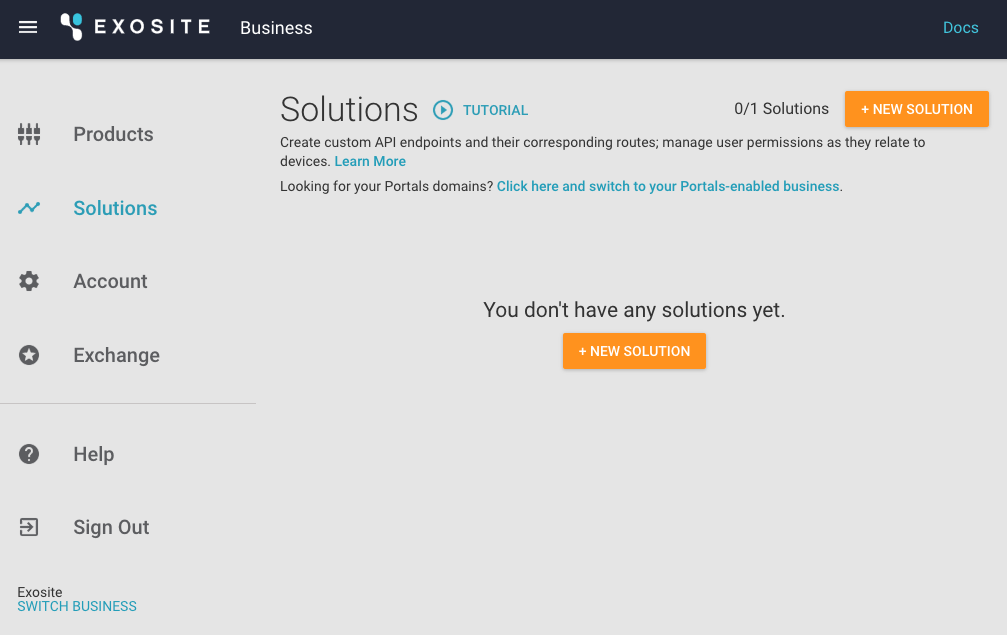 EXOSITE Business Docs
Products
Solutions
Account
Exchange
Help
Sign Out
Exosite
SWITCH BUSINESS
Solutions TUTORIAL 0/1 Solutions + NEW SOLUTION
Create custom API endpoints and their corresponding routes; manage user permissions as they relate to
devices. Learn More
Looking for your Portals domains? Click here and switch to your Portals-enabled business.
You don't have any solutions yet.
+ NEW SOLUTION